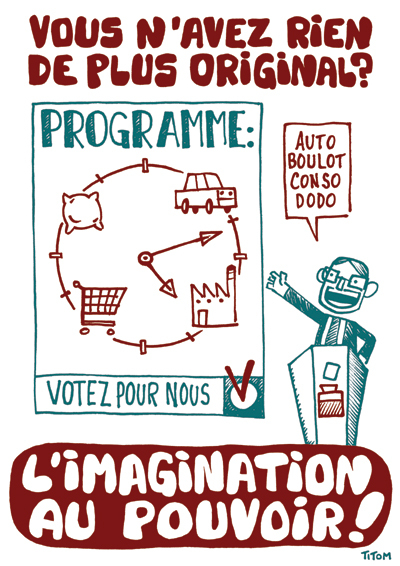 VOUS N'AVEZ RIEN
DE PLUS ORIGINAL?
PROGRAMME:
AUTO
BOULOT
CONSO
DODO
VOTEZ POUR NOUS
L'IMAGINATION
AU POUVOIR!
TITOM